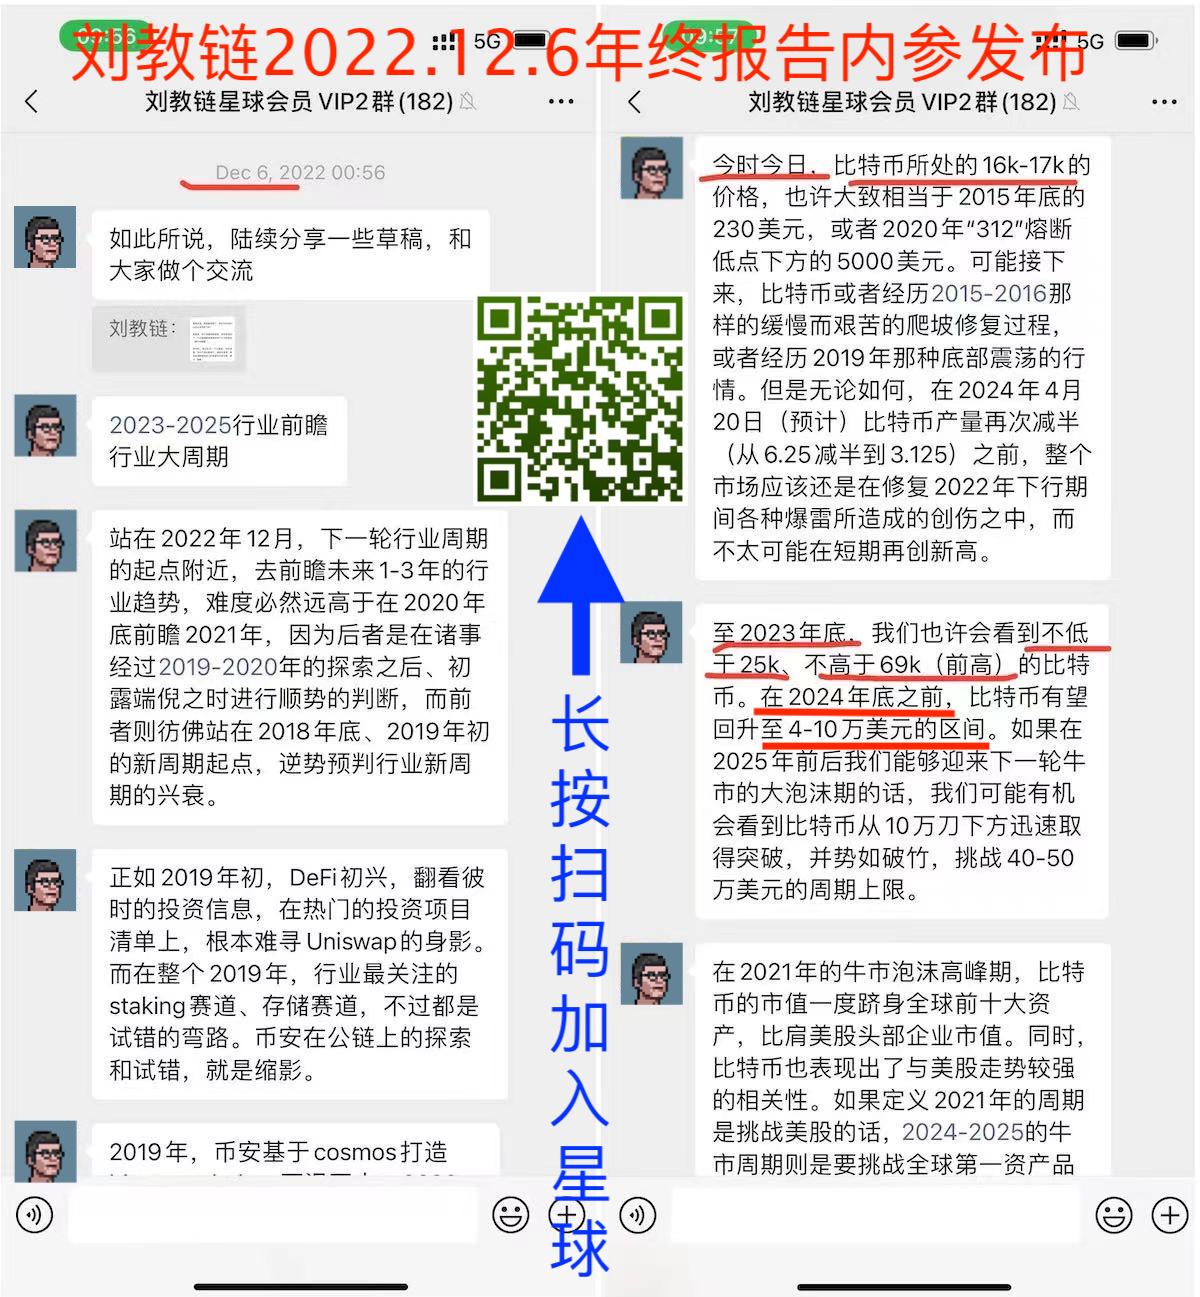 刘教链2022.12.6年终报告内参发布
5G
刘教链星球会员 VIP2群(182)
Dec 6, 2022 00:56
如此所说，陆续分享一些草稿，和
大家做个交流
刘教链：
2023-2025行业前瞻
行业大周期
站在2022年12月，下一轮行业周期
的起点附近，去前瞻未来1-3年的行
业趋势，难度必然远高于在2020年
底前瞻2021年，因为后者是在诸事
经过2019-2020年的探索之后、初
露端倪之时进行顺势的判断，而前
者则彷佛站在2018年底、2019年初
的新周期起点，逆势预判行业新周
期的兴衰。
正如2019年初，DeFi初兴，翻看彼
时的投资信息，在热门的投资项目
清单上，根本难寻Uniswap的身影。
而在整个2019年，行业最关注的
staking赛道、存储赛道，不过都是
试错的弯路。币安在公链上的探索
和试错，就是缩影。
2019年，币安基于cosmos打造
长按扫码加入星球
5G
刘教链星球会员 VIP2群(182)
今时今日，比特币所处的16k-17k的
价格，也许大致相当于2015年底的
230美元，或者2020年“312”熔断
低点下方的5000美元。可能接下
来，比特币或者经历2015-2016那
样的缓慢而艰苦的爬坡修复过程，
或者经历2019年那种底部震荡的行
情。但是无论如何，在2024年4月
20日（预计）比特币产量再次减半
（从6.25减半到3.125）之前，整个
市场应该还是在修复2022年下行期
间各种爆雷所造成的创伤之中，而
不太可能在短期再创新高。
至2023年底，我们也许会看到不低
于25k、不高于69k（前高）的比特
币。在2024年底之前，比特币有望
回升至4-10万美元的区间。如果在
2025年前后我们能够迎来下一轮牛
市的大泡沫期的话，我们可能有机
会看到比特币从10万刀下方迅速取
得突破，并势如破竹，挑战40-50
万美元的周期上限。
在2021年的牛市泡沫高峰期，比特
币的市值一度跻身全球前十大资
产，比肩美股头部企业市值。同时，
比特币也表现出了与美股走势较强
的相关性。如果定义2021年的周期
是挑战美股的话，2024-2025的牛
市周期则是要挑战全球第一资产品